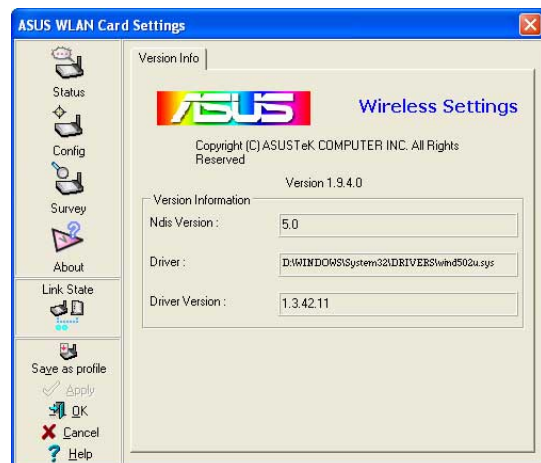 ASUS WLAN Card Settings
Status
Config
Survey
About
Link State
Save as profile
Apply
OK
Cancel
Help
Version Info
ASUS
Wireless Settings
Copyright (C) ASUSTeK COMPUTER INC. All Rights
Reserved
Version 1.9.4.0
Version Information
Ndis Version :
5.0
Driver :
D:\WINDOWS\System32\DRIVERS\wind502u.sys
Driver Version :
1.3.42.11